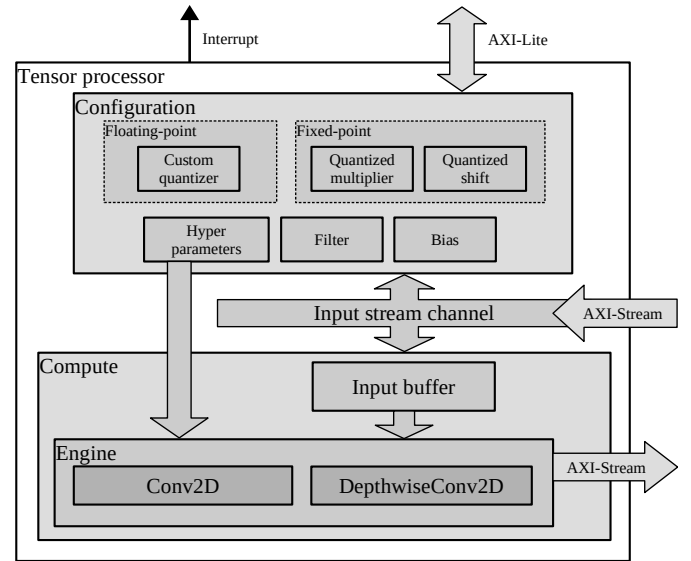 Interrupt
AXI-Lite
Tensor processor
Configuration
Floating-point
Custom
quantizer
Fixed-point
Quantized
multiplier
Quantized
shift
Hyper
parameters
Filter
Bias
Input stream channel
AXI-Stream
Compute
Input buffer
Engine
Conv2D
DepthwiseConv2D
AXI-Stream